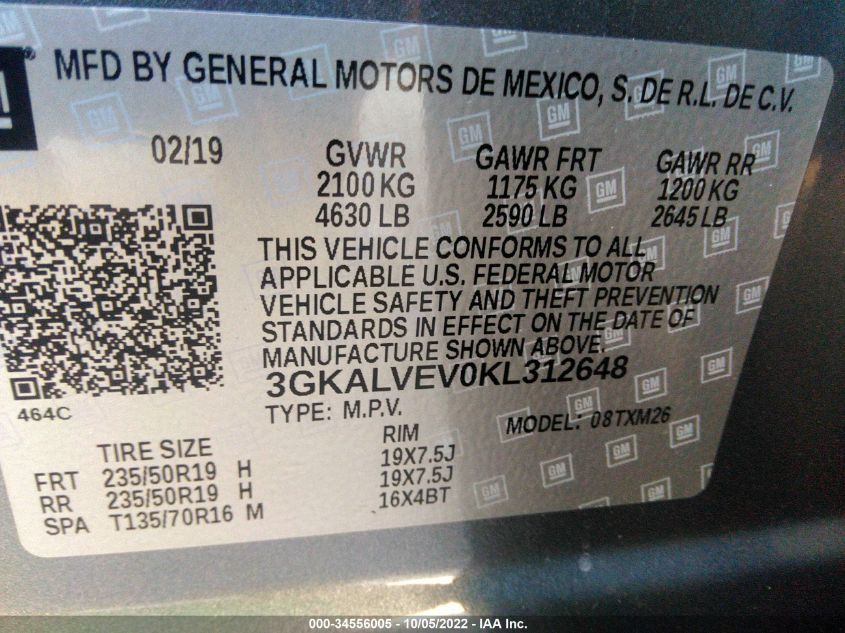 GM ®
MFD BY GENERAL MOTORS DE MEXICO, S. DE R.L. DE C.V.
02/19 GVWR GAWR FRT GAWR RR
2100 KG 1175 KG 1200 KG
4630 LB 2590 LB 2645 LB
THIS VEHICLE CONFORMS TO ALL
APPLICABLE U.S. FEDERAL MOTOR
VEHICLE SAFETY AND THEFT PREVENTION
STANDARDS IN EFFECT ON THE DATE OF
MANUFACTURE SHOWN ABOVE.
3GKALVEV0KL312648
464C
TYPE: M.P.V. MODEL: 08TXM26
TIRE SIZE RIM
FRT 235/50R19 H 19X7.5J
RR 235/50R19 H 19X7.5J
SPA T135/70R16 M 16X4BT
000-34556005 - 10/05/2022 - IAA Inc.